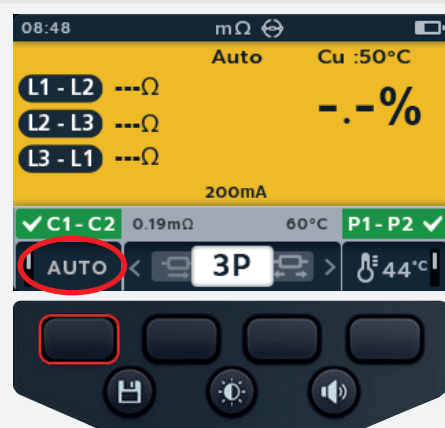 08:48 mΩ
Auto Cu :50°C
L1 - L2 ---Ω
-.-%
L2 - L3 ---Ω
L3 - L1 ---Ω
200mA
✓ C1- C2 0.19mΩ 60°C P1- P2 ✓
AUTO < 3P > 44°C